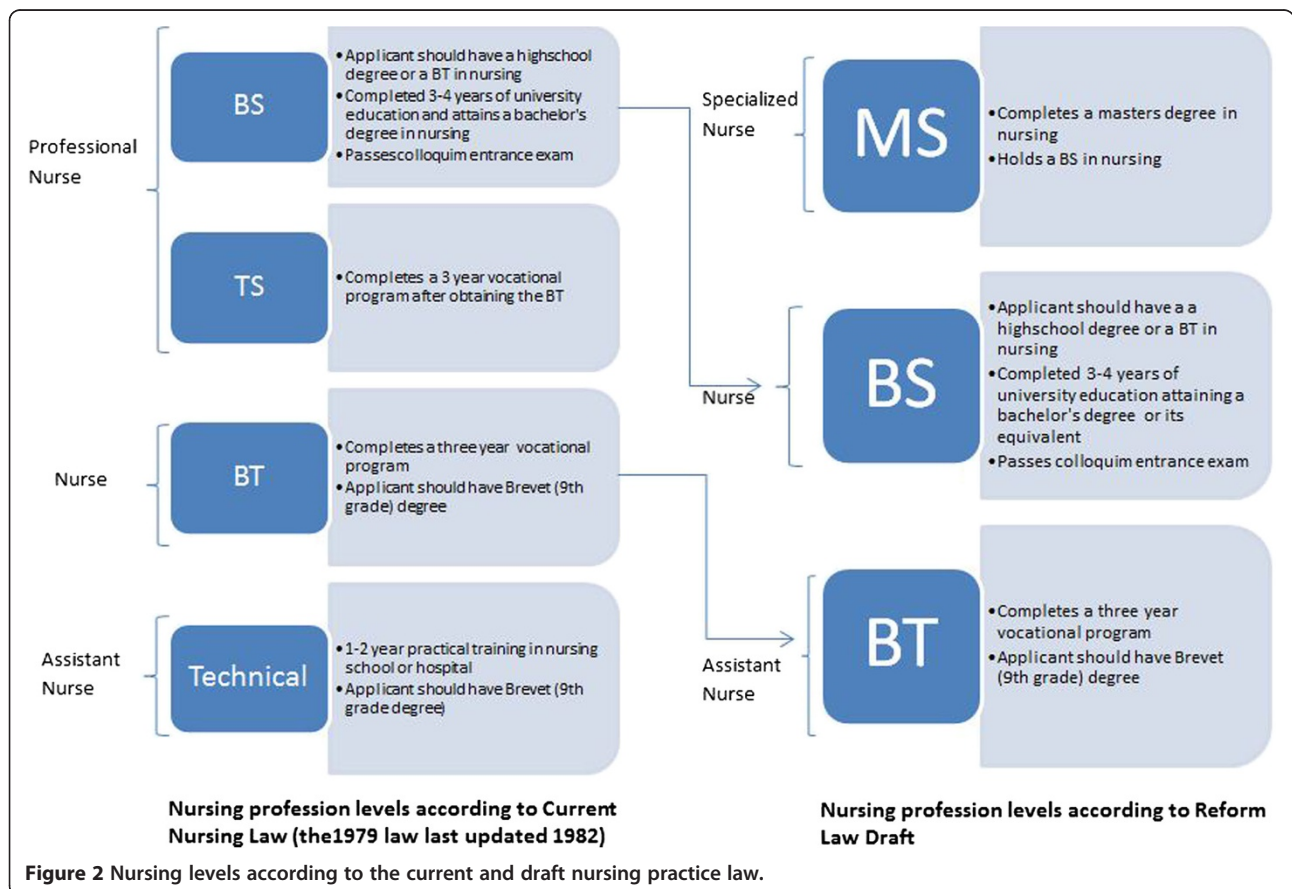 Professional
Nurse
BS
•Applicant should have a highschool
degree or a BT in nursing
•Completed 3-4 years of university
education and attains a bachelor's
degree in nursing
•Passescolloquim entrance exam
TS
•Completes a 3 year vocational
program after obtaining the BT
Nurse
BT
•Completes a three year vocational
program
•Applicant should have Brevet (9th
grade) degree
Assistant
Nurse
Technical
•1-2 year practical training in nursing
school or hospital
•Applicant should have Brevet (9th
grade degree)
Nursing profession levels according to Current
Nursing Law (the1979 law last updated 1982)
Specialized
Nurse
MS
•Completes a masters degree in
nursing
•Holds a BS in nursing
Nurse
BS
•Applicant should have a a
highschool degree or a BT in
nursing
•Completed 3-4 years of
university education attaining a
bachelor's degree or its
equivalent
•Passes colloquim entrance exam
Assistant
Nurse
BT
•Completes a three year
vocational program
•Applicant should have Brevet
(9th grade) degree
Nursing profession levels according to Reform
Law Draft
Figure 2 Nursing levels according to the current and draft nursing practice law.